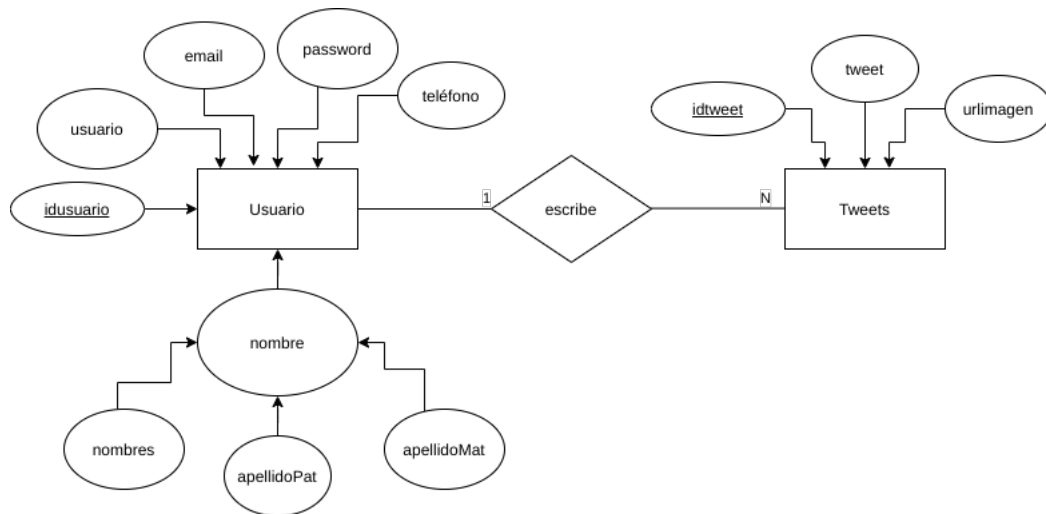 email
password
tweet
teléfono
idtweet
urlimagen
usuario
idusuario
Usuario
1
escribe
N
Tweets
nombre
nombres
apellidoPat
apellidoMat